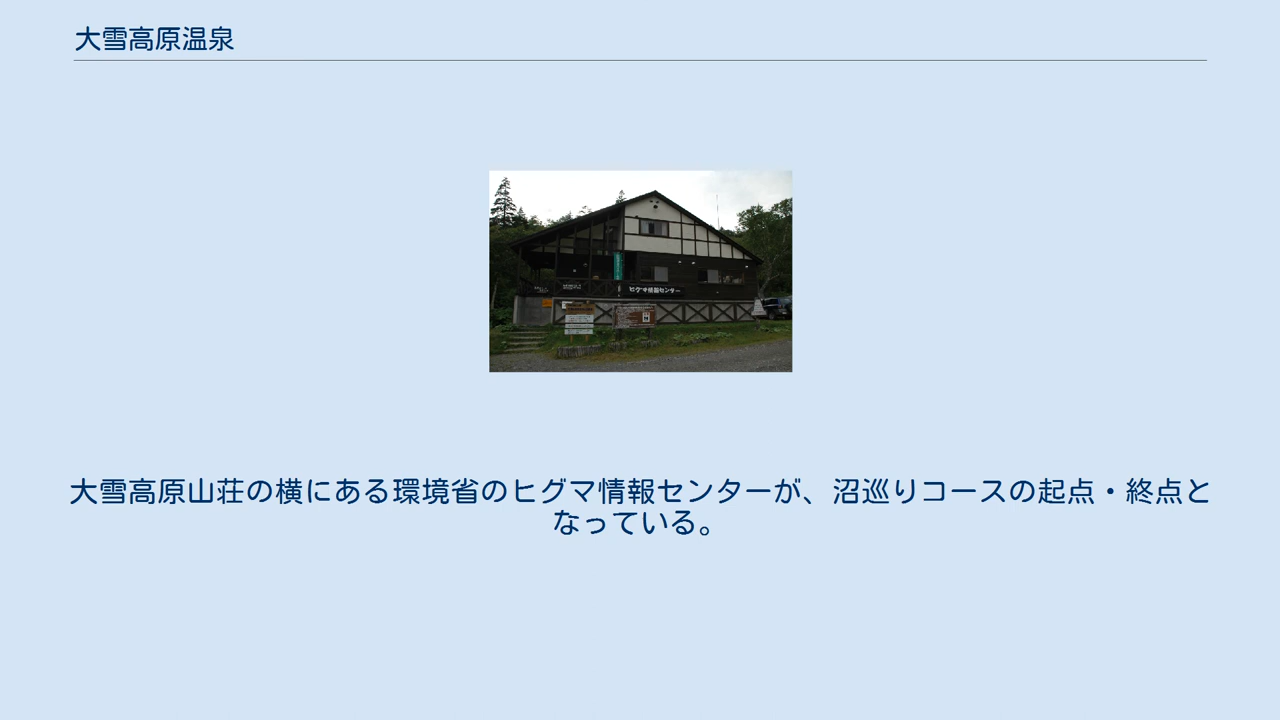 大雪高原温泉
ヒグマ情報センター
大雪高原山荘の横にある環境省のヒグマ情報センターが、沼巡りコースの起点・終点と
なっている。